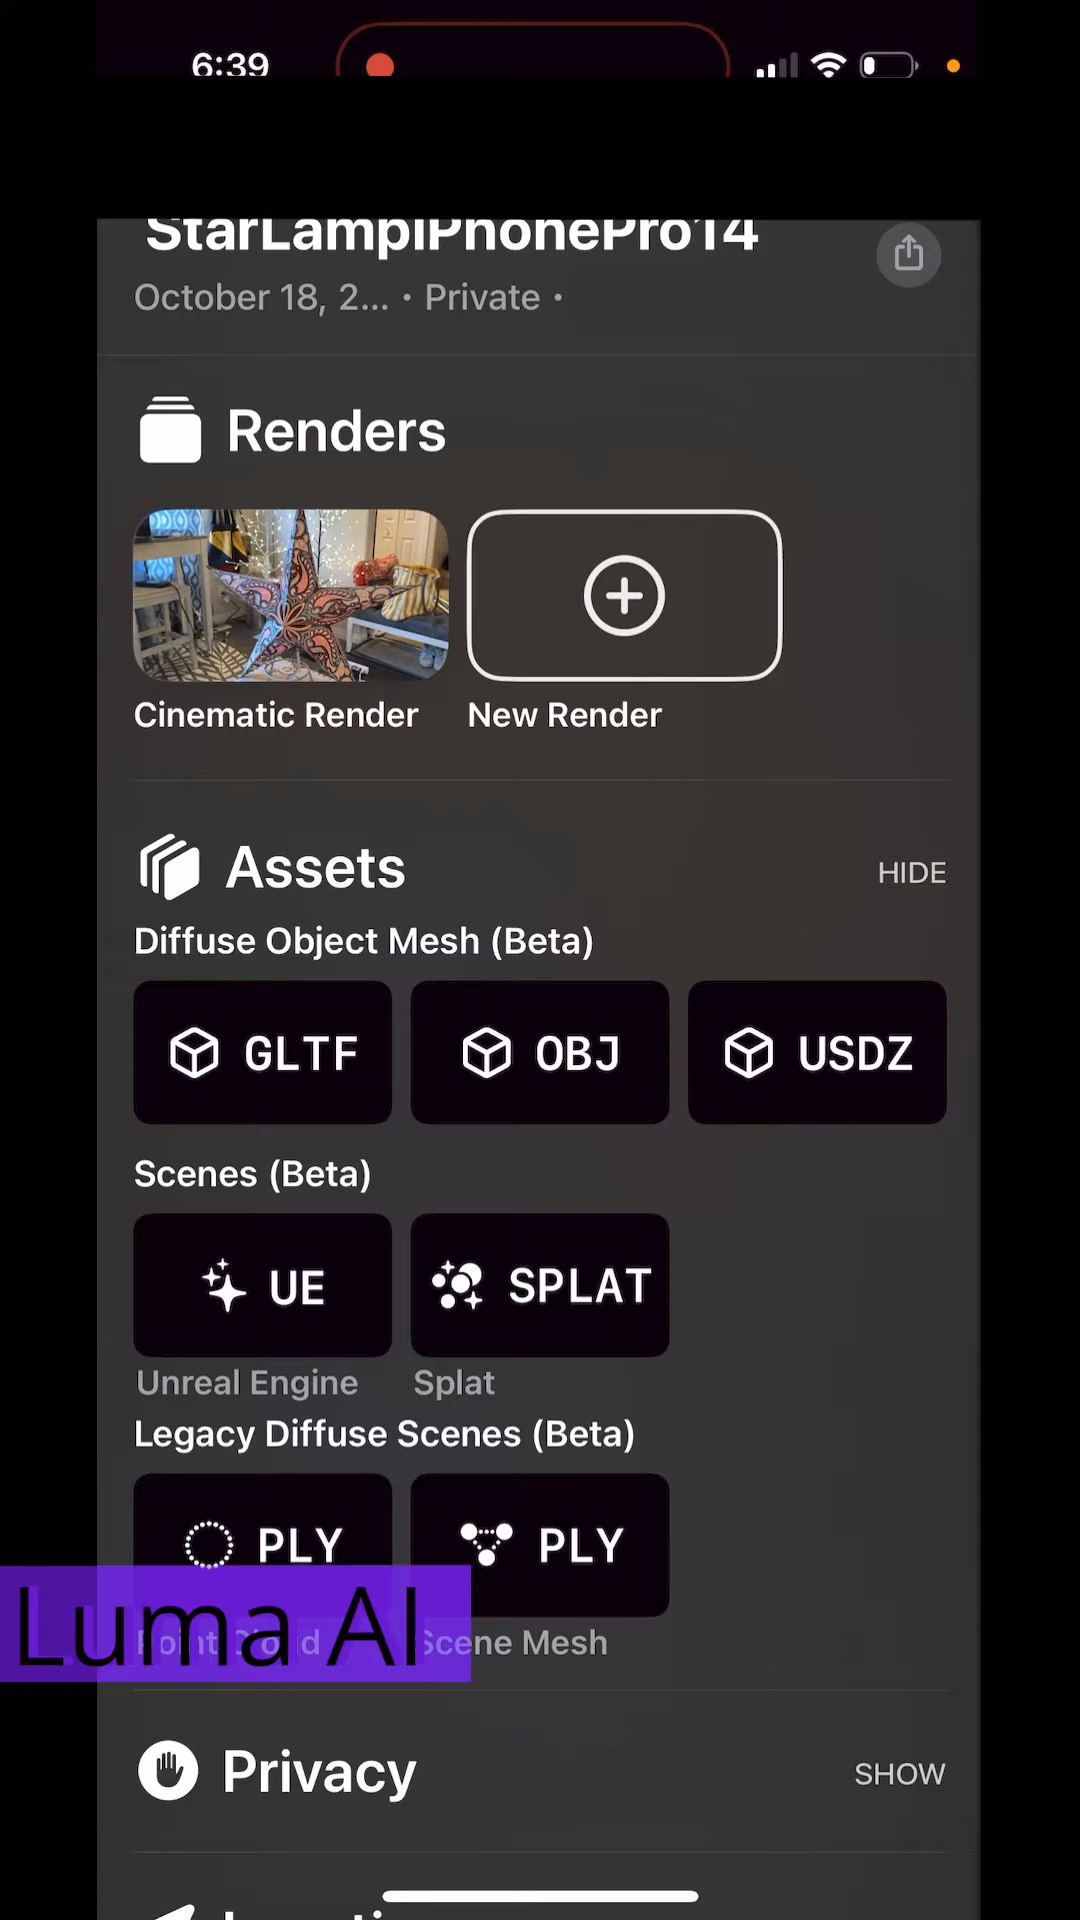 6:39
StarLampiPhonePro14
October 18, 2... • Private •
Renders
Cinematic Render
New Render
Assets
HIDE
Diffuse Object Mesh (Beta)
GLTF
OBJ
USDZ
Scenes (Beta)
UE
SPLAT
Unreal Engine
Splat
Legacy Diffuse Scenes (Beta)
PLY
PLY
Luma AI
Point Cloud
Scene Mesh
Privacy
SHOW